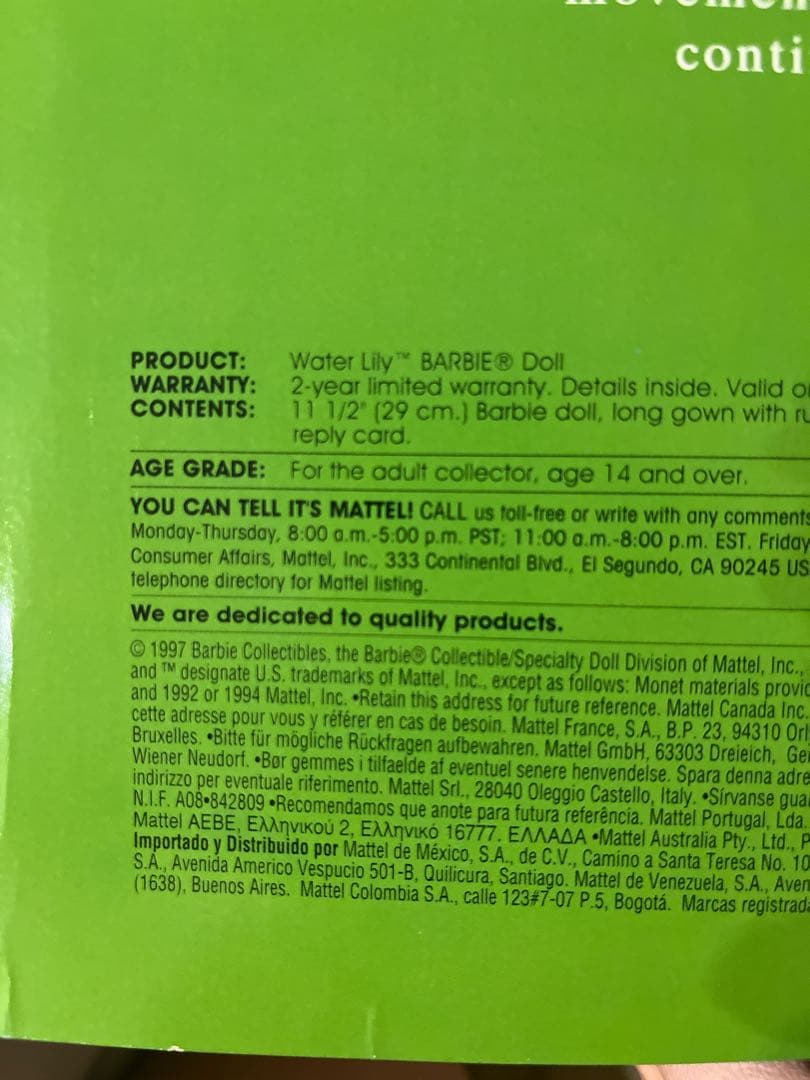 conti
PRODUCT: Water Lily™ BARBIE® Doll
WARRANTY: 2-year limited warranty. Details inside. Valid
CONTENTS: 11 1/2" (29 cm.) Barbie doll, long gown with
reply card.
AGE GRADE: For the adult collector, age 14 and over.
YOU CAN TELL IT'S MATTEL! CALL us toll-free or write with any comments
Monday-Thursday, 8:00 a.m.-5:00 p.m. PST; 11:00 a.m.-8:00 p.m. EST. Friday
Consumer Affairs, Mattel, Inc., 333 Continental Blvd., El Segundo, CA 90245 US
telephone directory for Mattel listing.
We are dedicated to quality products.
© 1997 Barbie Collectibles, the Barbie® Collectible/Specialty Doll Division of Mattel, Inc.,
and ™ designate U.S. trademarks of Mattel, Inc., except as follows: Monet materials provi
and 1992 or 1994 Mattel, Inc. •Retain this address for future reference. Mattel Canada Inc.
cette adresse pour vous y référer en cas de besoin. Mattel France, S.A., B.P. 23, 94310 Orl
Bruxelles. •Bitte für mögliche Rückfragen aufbewahren. Mattel GmbH, 63303 Dreieich, Ge
Wiener Neudorf. •Bør gemmes i tilfaelde af eventuel senere henvendelse. Spara denna adre
indirizzo per eventuale riferimento. Mattel Srl., 28040 Oleggio Castello, Italy. •Sírvanse gua
N.I.F. A08•842809 •Recomendamos que anote para futura referência. Mattel Portugal, Lda.
Mattel AEBE, Ελληνικού 2, Ελληνικό 16777. ΕΛΛΑΔΑ •Mattel Australia Pty., Ltd., P
Importado y Distribuido por Mattel de México, S.A., de C.V., Camino a Santa Teresa No. 10
S.A., Avenida Americo Vespucio 501-B, Quilicura, Santiago. Mattel de Venezuela, S.A., Aven
(1638), Buenos Aires. Mattel Colombia S.A., calle 123#7-07 P.5, Bogotá. Marcas registrad